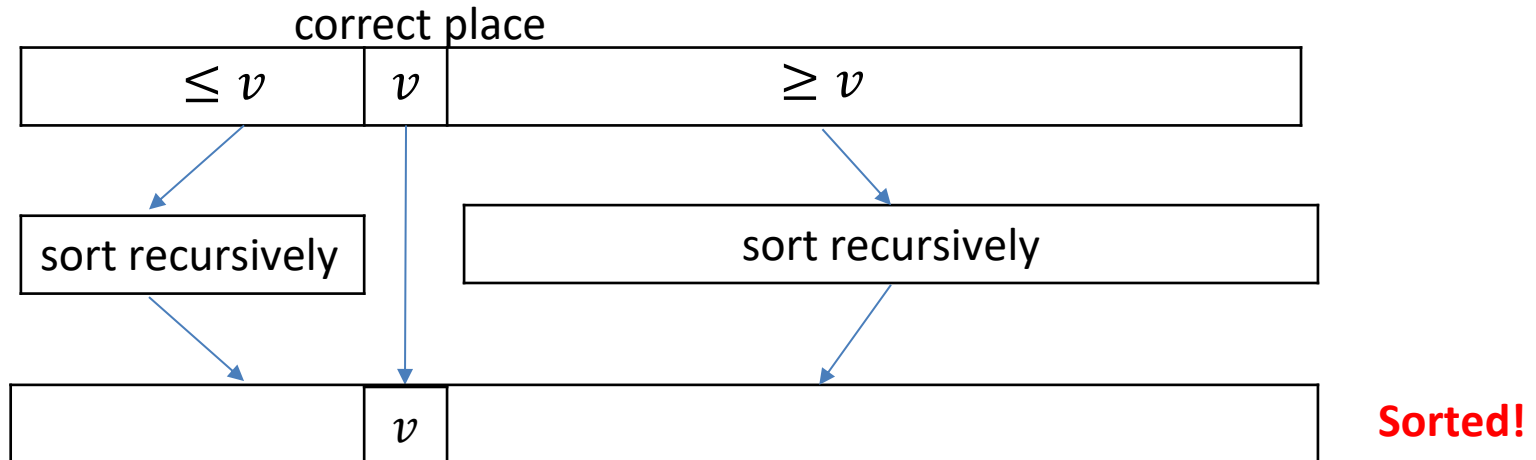 correct place
≤ v
v
≥ v
sort recursively
sort recursively
v
Sorted!